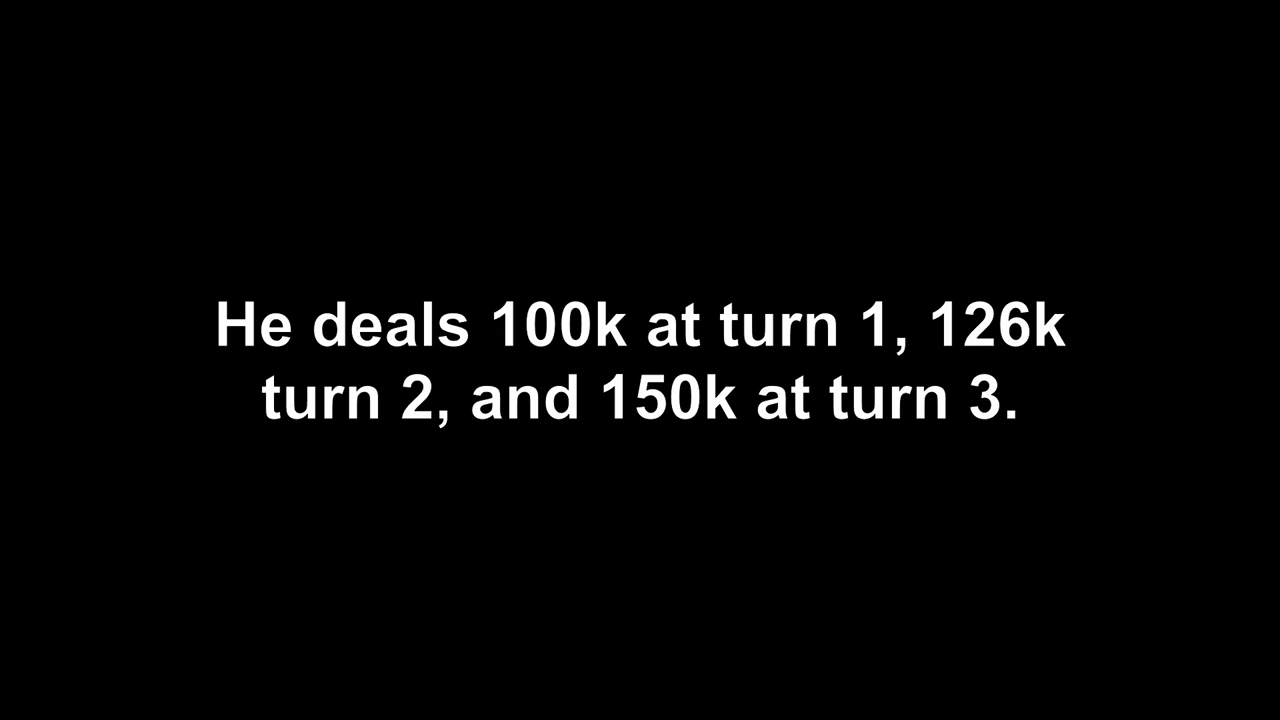 He deals 100k at turn 1, 126k
turn 2, and 150k at turn 3.